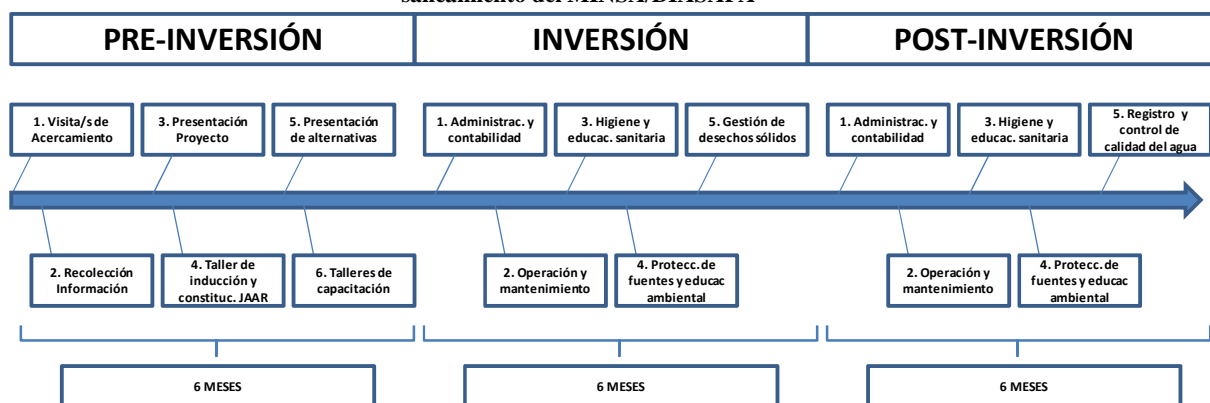 saneamiento del MINSA/DIASAPA
PRE-INVERSIÓN
INVERSIÓN
POST-INVERSIÓN
1. Visita/s de
Acercamiento
3. Presentación
Proyecto
5. Presentación
de alternativas
1. Administrac. y
contabilidad
3. Higiene y
educac. sanitaria
5. Gestión de
desechos sólidos
1. Administrac. y
contabilidad
3. Higiene y
educac. sanitaria
5. Registro y
control de
calidad del agua
2. Recolección
Información
4. Taller de
inducción y
constituc. JAAR
6. Talleres de
capacitación
2. Operación y
mantenimiento
4. Protecc. de
fuentes y educac
ambiental
2. Operación y
mantenimiento
4. Protecc. de
fuentes y educac
ambiental
6 MESES
6 MESES
6 MESES